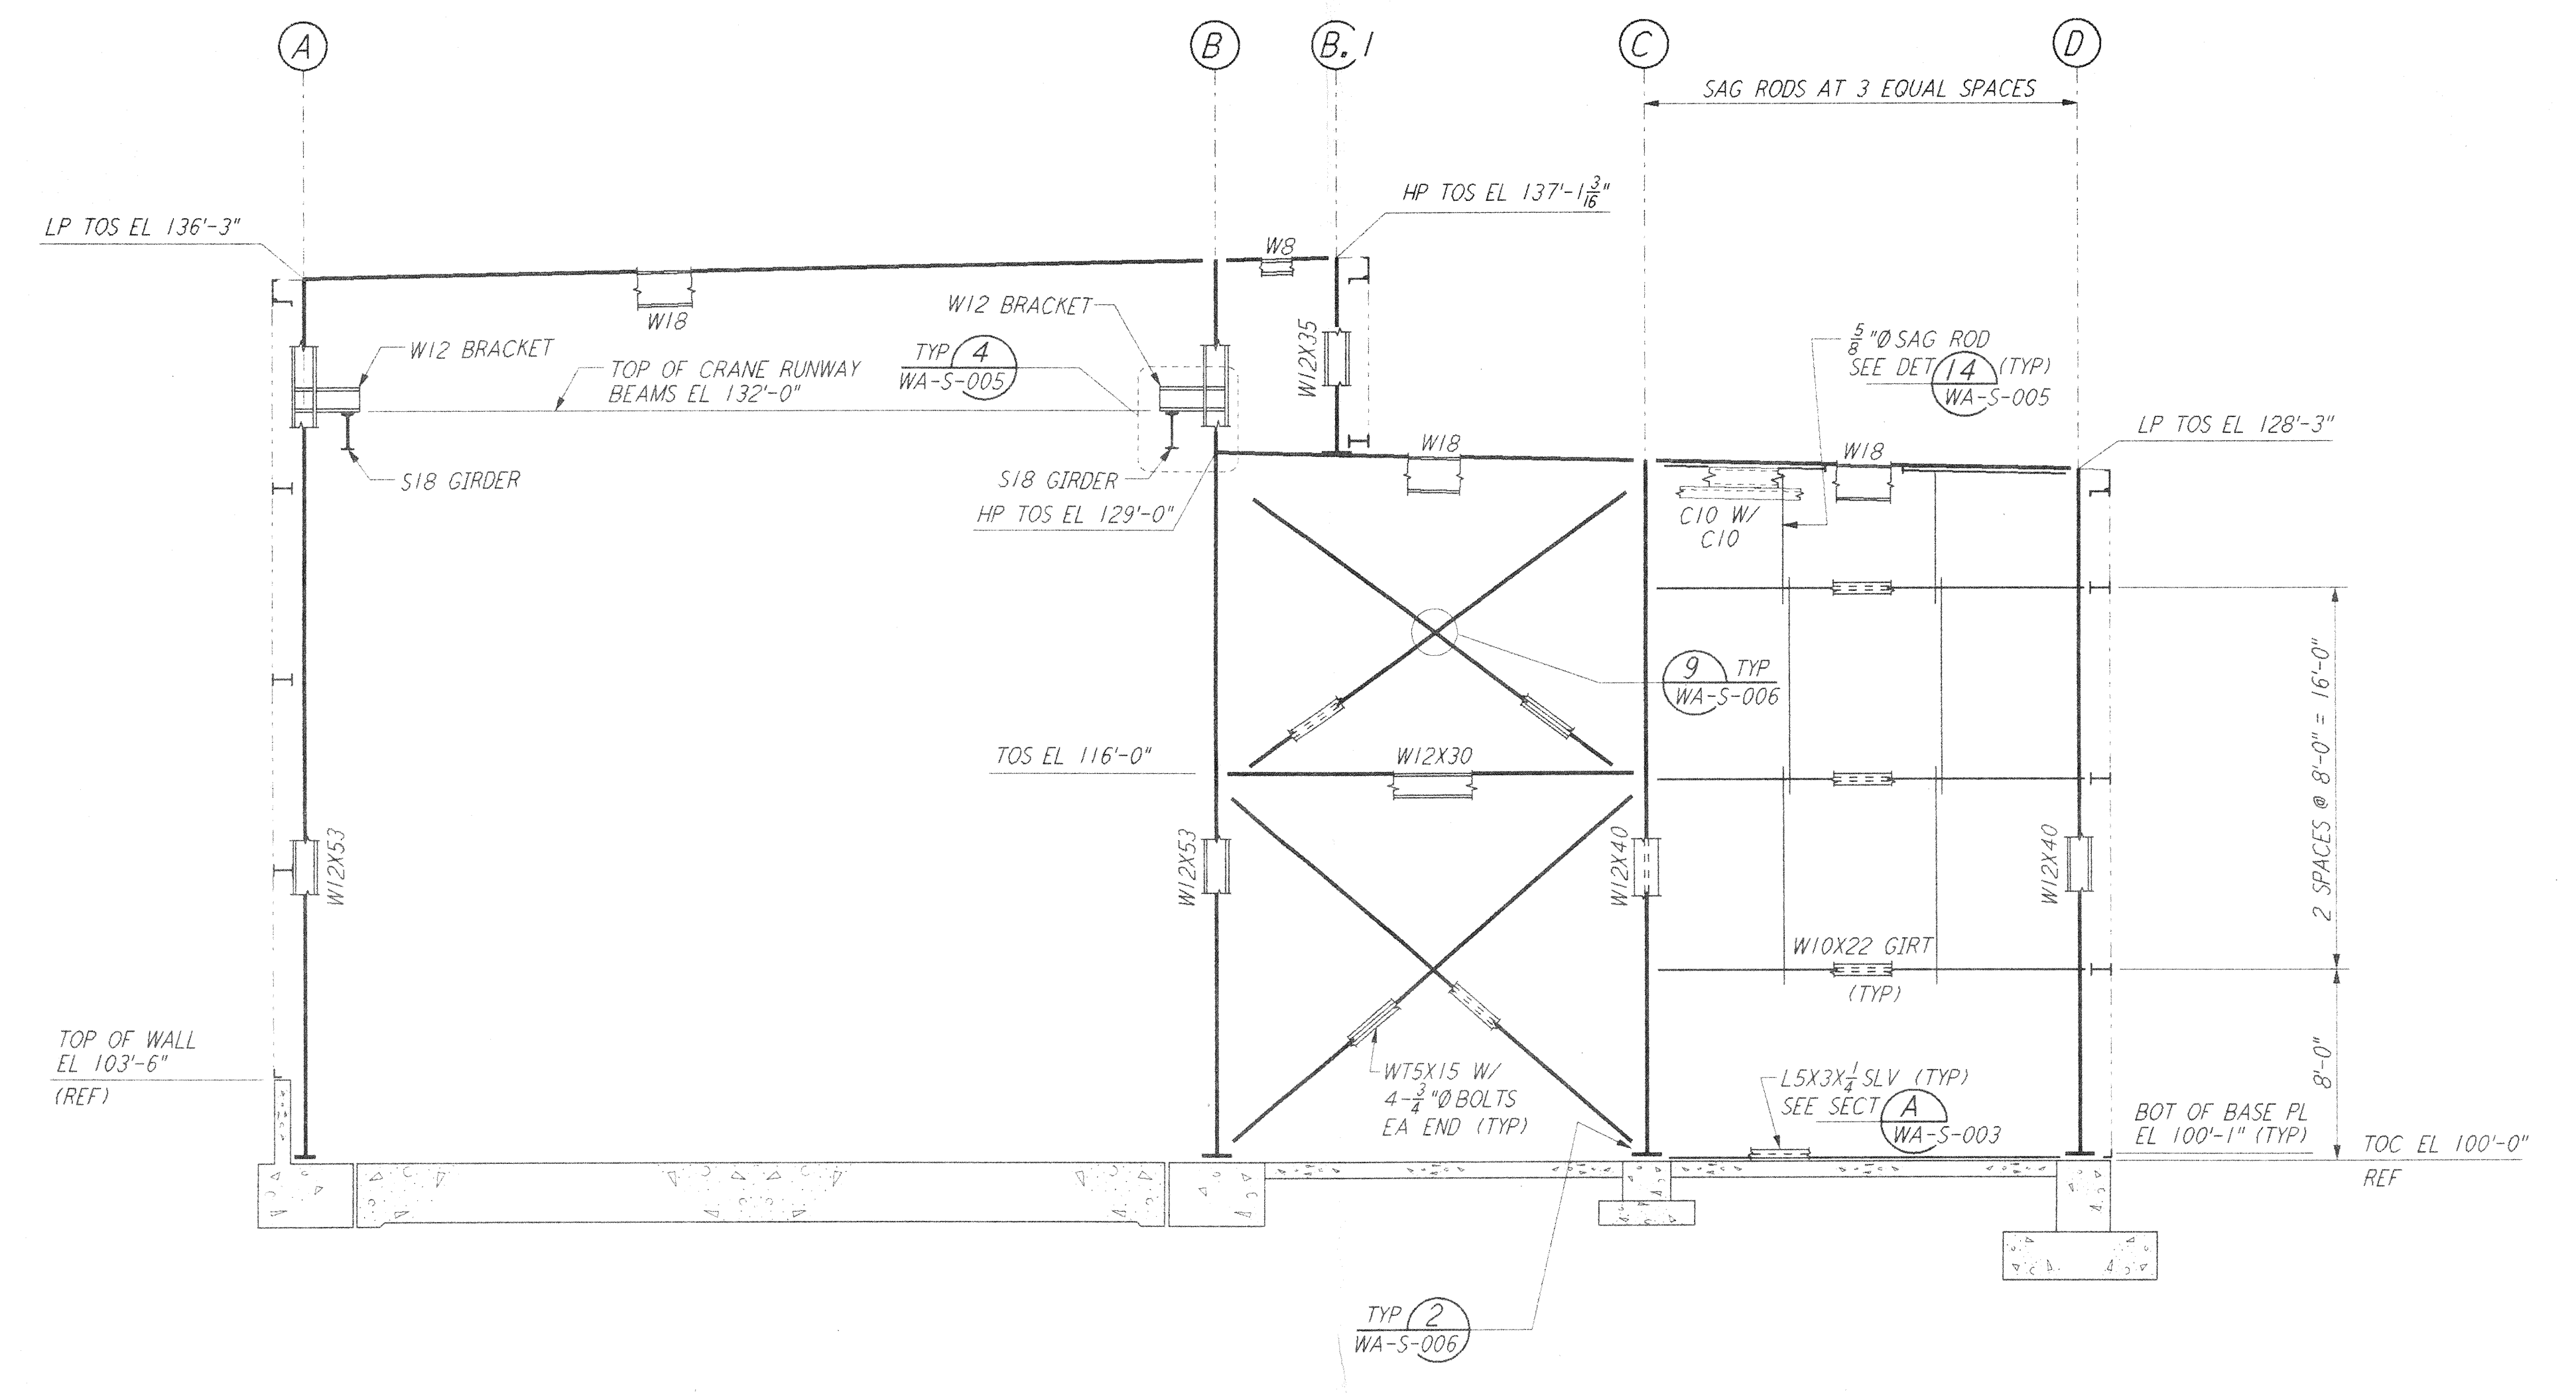 A
B
B.1
C
D
SAG RODS AT 3 EQUAL SPACES
HP TOS EL 137'-1 3/16"
LP TOS EL 136'-3"
W8
W18
W12 BRACKET
W12 BRACKET
TOP OF CRANE RUNWAY
BEAMS EL 132'-0"
TYP 4
WA-S-005
W12X35
5/8"Ø SAG ROD
SEE DET 14 (TYP)
WA-S-005
LP TOS EL 128'-3"
W18
W18
S18 GIRDER
S18 GIRDER
HP TOS EL 129'-0"
C10 W/
C10
9 TYP
WA-S-006
TOS EL 116'-0"
W12X30
2 SPACES @ 8'-0" = 16'-0"
W12X53
W12X53
W12X40
W12X40
W10X22 GIRT
(TYP)
TOP OF WALL
EL 103'-6"
(REF)
WT5X15 W/
4-3/4"Ø BOLTS
EA END (TYP)
L5X3X1/4 SLV (TYP)
SEE SECT A
WA-S-003
8'-0"
BOT OF BASE PL
EL 100'-1" (TYP)
TOC EL 100'-0"
REF
TYP 2
WA-S-006